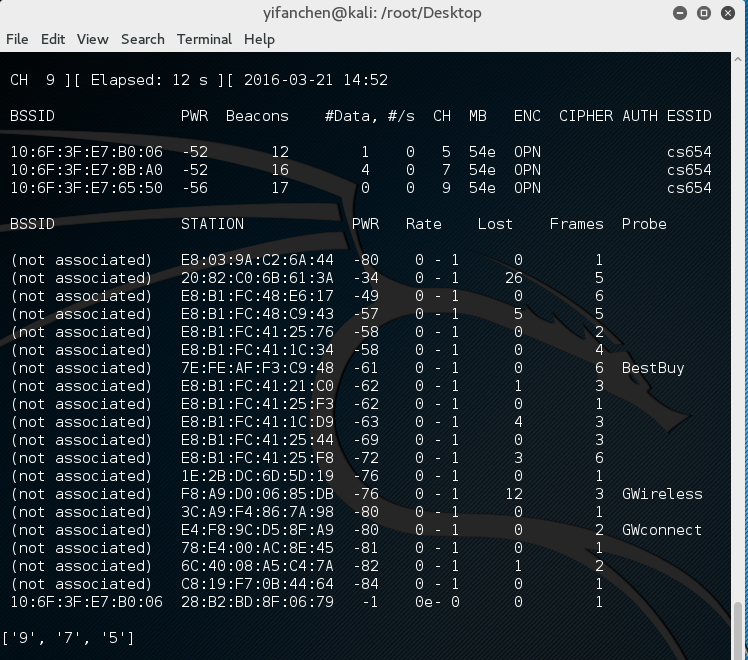 yifanchen@kali: /root/Desktop
File Edit View Search Terminal Help
CH 9 ][ Elapsed: 12 s ][ 2016-03-21 14:52
BSSID PWR Beacons #Data, #/s CH MB ENC CIPHER AUTH ESSID
10:6F:3F:E7:B0:06 -52 12 1 0 5 54e OPN cs654
10:6F:3F:E7:8B:A0 -52 16 4 0 7 54e OPN cs654
10:6F:3F:E7:65:50 -56 17 0 0 9 54e OPN cs654
BSSID STATION PWR Rate Lost Frames Probe
(not associated) E8:03:9A:C2:6A:44 -80 0 - 1 0 1
(not associated) 20:82:C0:6B:61:3A -34 0 - 1 26 5
(not associated) E8:B1:FC:48:E6:17 -49 0 - 1 0 6
(not associated) E8:B1:FC:48:C9:43 -57 0 - 1 5 5
(not associated) E8:B1:FC:41:25:76 -58 0 - 1 0 2
(not associated) E8:B1:FC:41:1C:34 -58 0 - 1 0 4
(not associated) 7E:FE:AF:F3:C9:48 -61 0 - 1 0 6 BestBuy
(not associated) E8:B1:FC:41:21:C0 -62 0 - 1 1 3
(not associated) E8:B1:FC:41:25:F3 -62 0 - 1 0 1
(not associated) E8:B1:FC:41:1C:D9 -63 0 - 1 4 3
(not associated) E8:B1:FC:41:25:44 -69 0 - 1 0 3
(not associated) E8:B1:FC:41:25:F8 -72 0 - 1 3 6
(not associated) 1E:2B:DC:6D:5D:19 -76 0 - 1 0 1
(not associated) F8:A9:D0:06:85:DB -76 0 - 1 12 3 GWireless
(not associated) 3C:A9:F4:86:7A:98 -80 0 - 1 0 1
(not associated) E4:F8:9C:D5:8F:A9 -80 0 - 1 0 2 GWconnect
(not associated) 78:E4:00:AC:8E:45 -81 0 - 1 0 1
(not associated) 6C:40:08:A5:C4:7A -82 0 - 1 1 2
(not associated) C8:19:F7:0B:44:64 -84 0 - 1 0 1
10:6F:3F:E7:B0:06 28:B2:BD:8F:06:79 -1 0e- 0 0 1
['9', '7', '5']